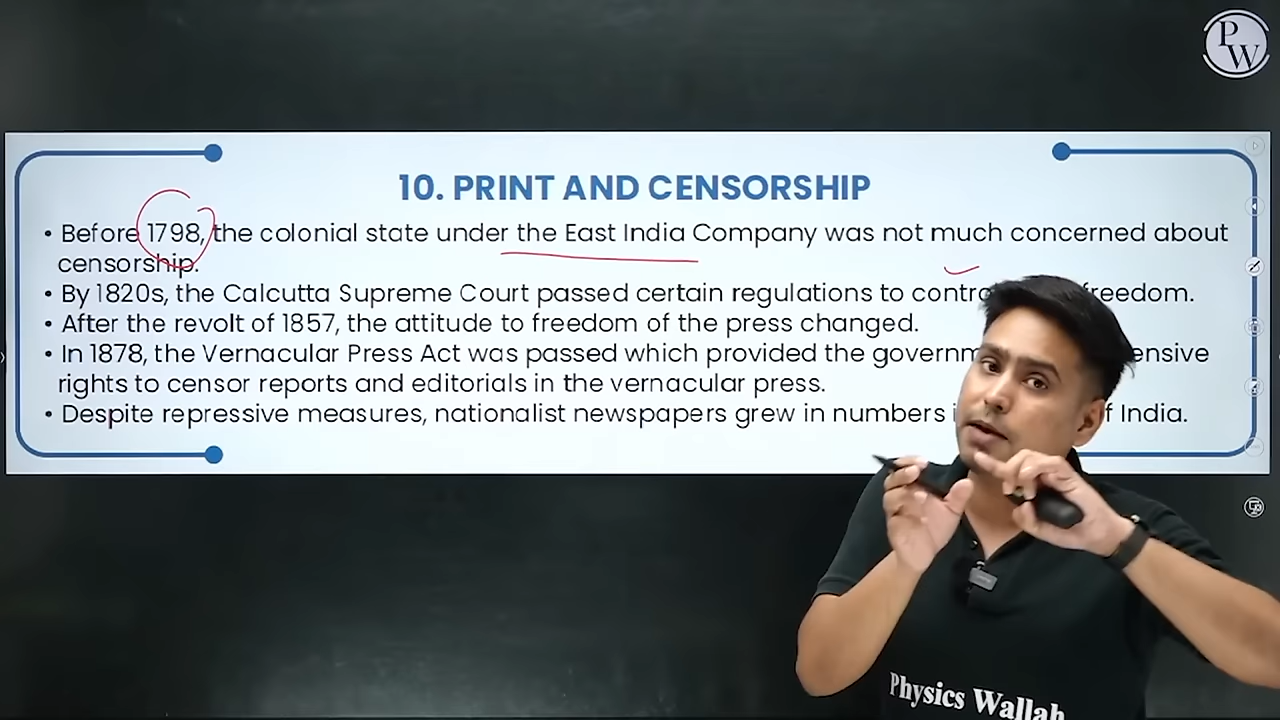 PW
10. PRINT AND CENSORSHIP
• Before 1798, the colonial state under the East India Company was not much concerned about
censorship.
• By 1820s, the Calcutta Supreme Court passed certain regulations to freedom.
• After the revolt of 1857, the attitude to freedom of the press changed.
• In 1878, the Vernacular Press Act was passed which provided the
rights to censor reports and editorials in the vernacular press.
• Despite repressive measures, nationalist newspapers grew in numbers of India.
Physics Wallah